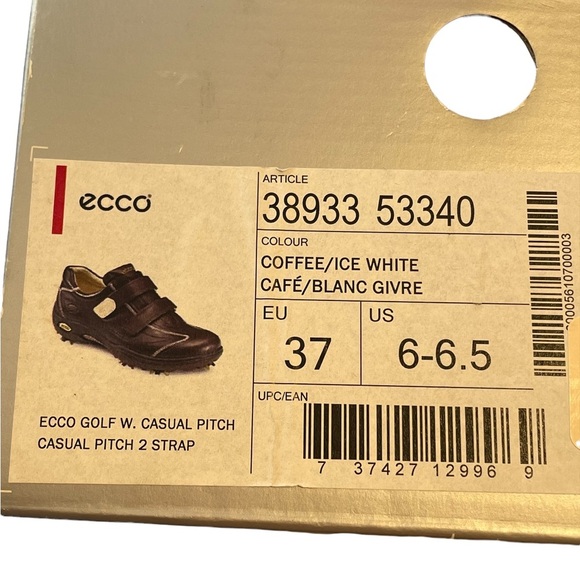 ecco
ARTICLE
38933 53340
COLOUR
COFFEE/ICE WHITE
CAFÉ/BLANC GIVRE
EU
37
US
6-6.5
ECCO GOLF W. CASUAL PITCH
CASUAL PITCH 2 STRAP
UPC/EAN
7 37427 12996 9